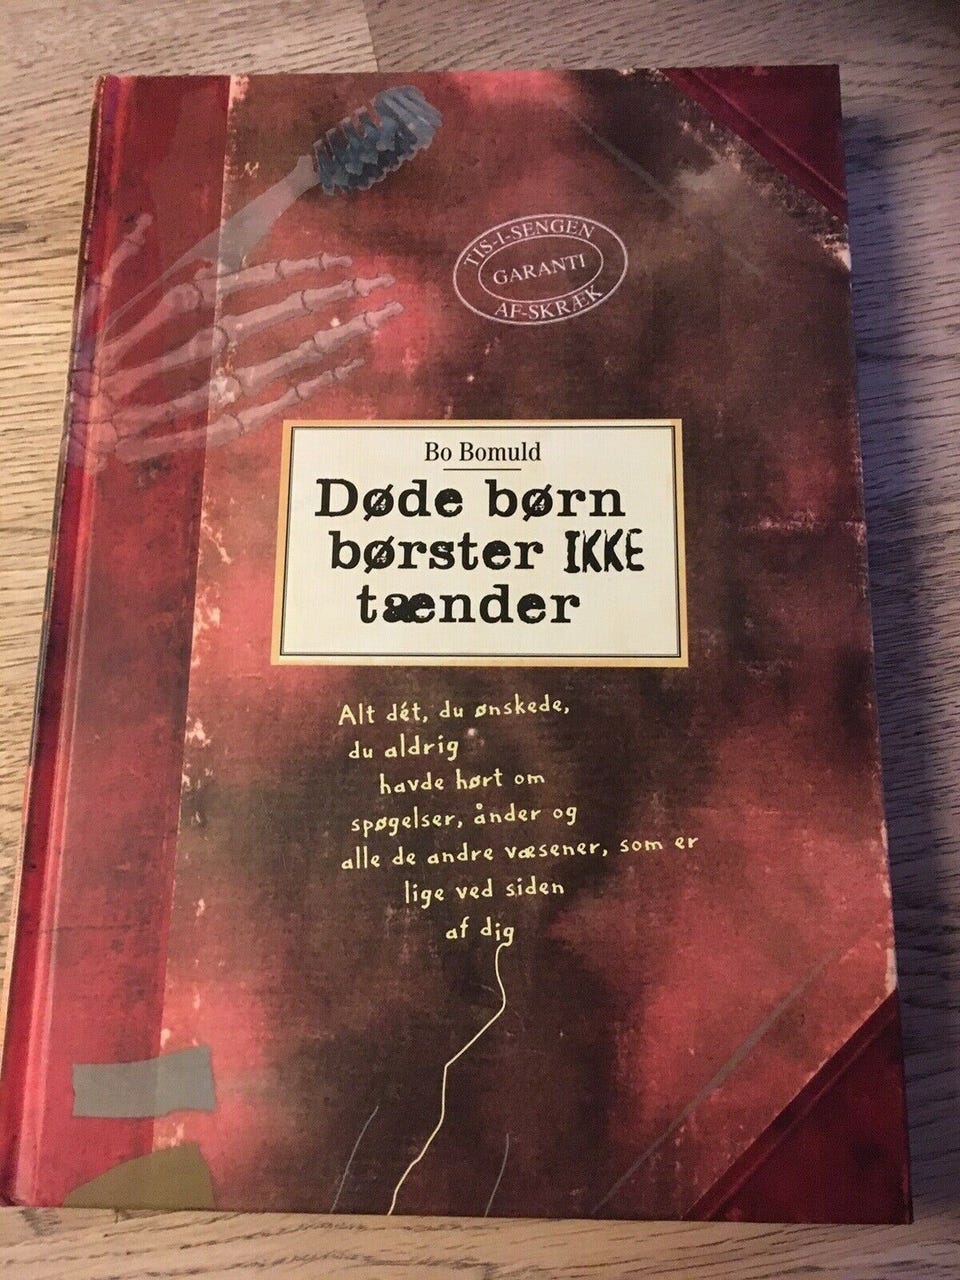 TIS-I-SENGEN
GARANTI
AF-SKRÆK
Bo Bomuld
Døde børn
børster IKKE
tænder
Alt dét, du ønskede,
du aldrig
havde hørt om
spøgelser, ånder og
alle de andre væsener, som er
lige ved siden
af dig